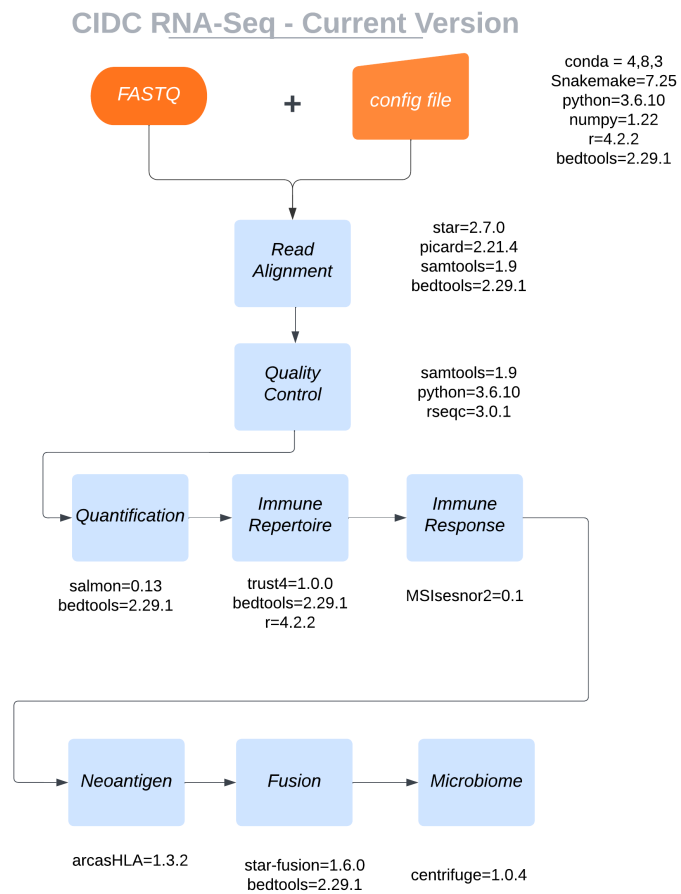 CIDC RNA-Seq - Current Version
FASTQ
+
config file
conda = 4,8,3
Snakemake=7.25
python=3.6.10
numpy=1.22
r=4.2.2
bedtools=2.29.1
Read
Alignment
star=2.7.0
picard=2.21.4
samtools=1.9
bedtools=2.29.1
Quality
Control
samtools=1.9
python=3.6.10
rseqc=3.0.1
Quantification
Immune
Repertoire
Immune
Response
salmon=0.13
bedtools=2.29.1
trust4=1.0.0
bedtools=2.29.1
r=4.2.2
MSIsesnor2=0.1
Neoantigen
Fusion
Microbiome
arcasHLA=1.3.2
star-fusion=1.6.0
bedtools=2.29.1
centrifuge=1.0.4